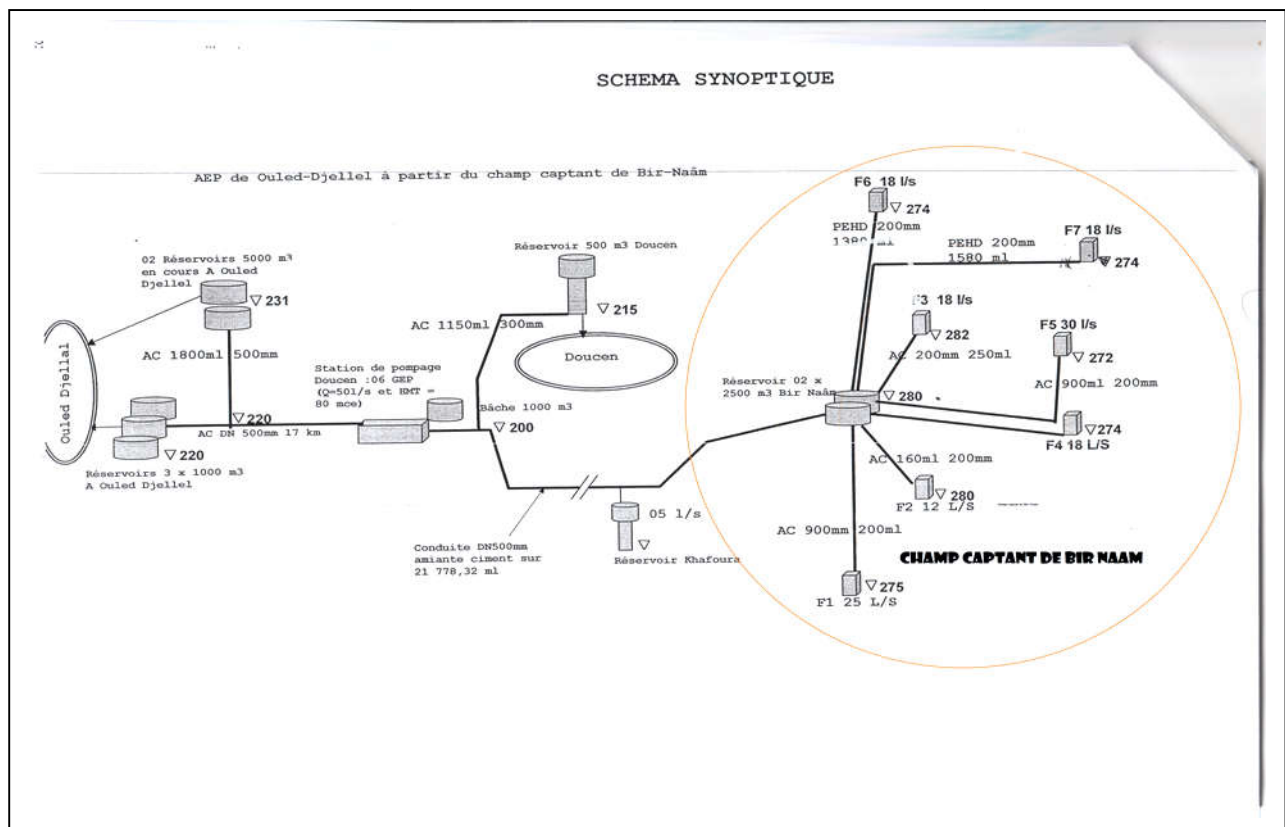 SCHEMA SYNOPTIQUE
AEP de Ouled-Djellel à partir du champ captant de Bir-Naâm
F6 18 l/s
▽ 274
PEHD 200mm
1380 ml
F7 18 l/s
PEHD 200mm
1580 ml
274
Réservoir 500 m3 Doucen
02 Réservoirs 5000 m3
en cours A Ouled
Djellel
▽ 231
▽ 215
3 18 l/s
▽ 282
F5 30 l/s
▽ 272
AC 1150ml 300mm
AC 1800ml 500mm
Doucen
AC 200mm 250ml
Station de pompage
Doucen :06 GEP
(Q=50l/s et HMT =
80 mce)
Réservoir 02 x
2500 m3 Bir Naâm
▽ 280
AC 900ml 200mm
Ouled Djellal
Bâche 1000 m3
▽ 220
▽ 200
▽ 274
F4 18 L/S
AC DN 500mm 17 km
▽ 220
AC 160ml 200mm
Réservoirs 3 x 1000 m3
A Ouled Djellel
▽ 280
F2 12 L/S
05 l/s
AC 900mm 200ml
▽
Conduite DN500mm
amiante ciment sur
21 778,32 ml
Réservoir Khafoura
CHAMP CAPTANT DE BIR NAAM
▽ 275
F1 25 L/S